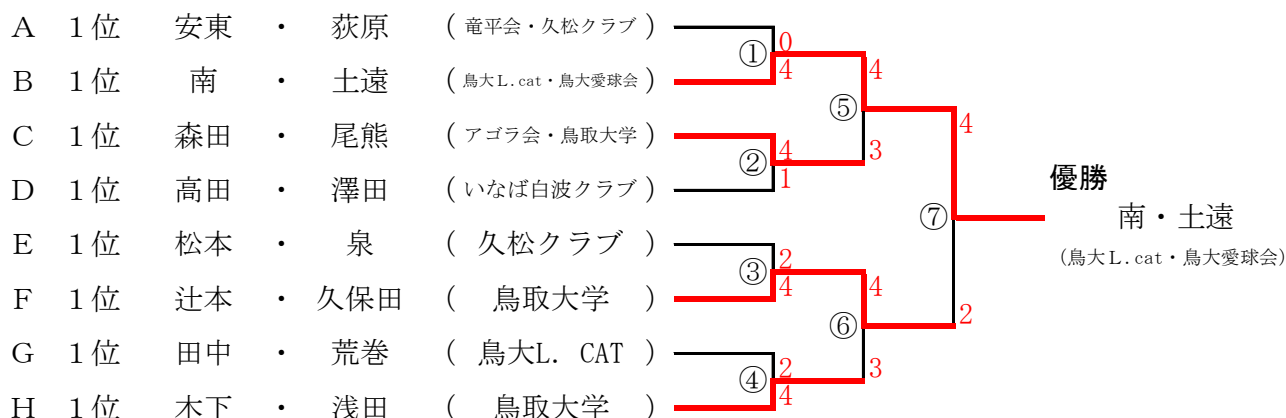 A 1位 安東 ・ 荻原 (竜平会・久松クラブ)
B 1位 南 ・ 土遠 (鳥大L.cat・鳥大愛球会)
C 1位 森田 ・ 尾熊 (アゴラ会・鳥取大学)
D 1位 高田 ・ 澤田 (いなば白波クラブ)
E 1位 松本 ・ 泉 (久松クラブ)
F 1位 辻本 ・ 久保田 (鳥取大学)
G 1位 田中 ・ 荒巻 (鳥大L. CAT)
H 1位 木下 ・ 浅田 (鳥取大学)
① 0
4
② 4
1
③ 2
4
④ 2
4
⑤ 4
3
⑥ 4
3
⑦ 4
2
優勝
南・土遠
(鳥大L.cat・鳥大愛球会)